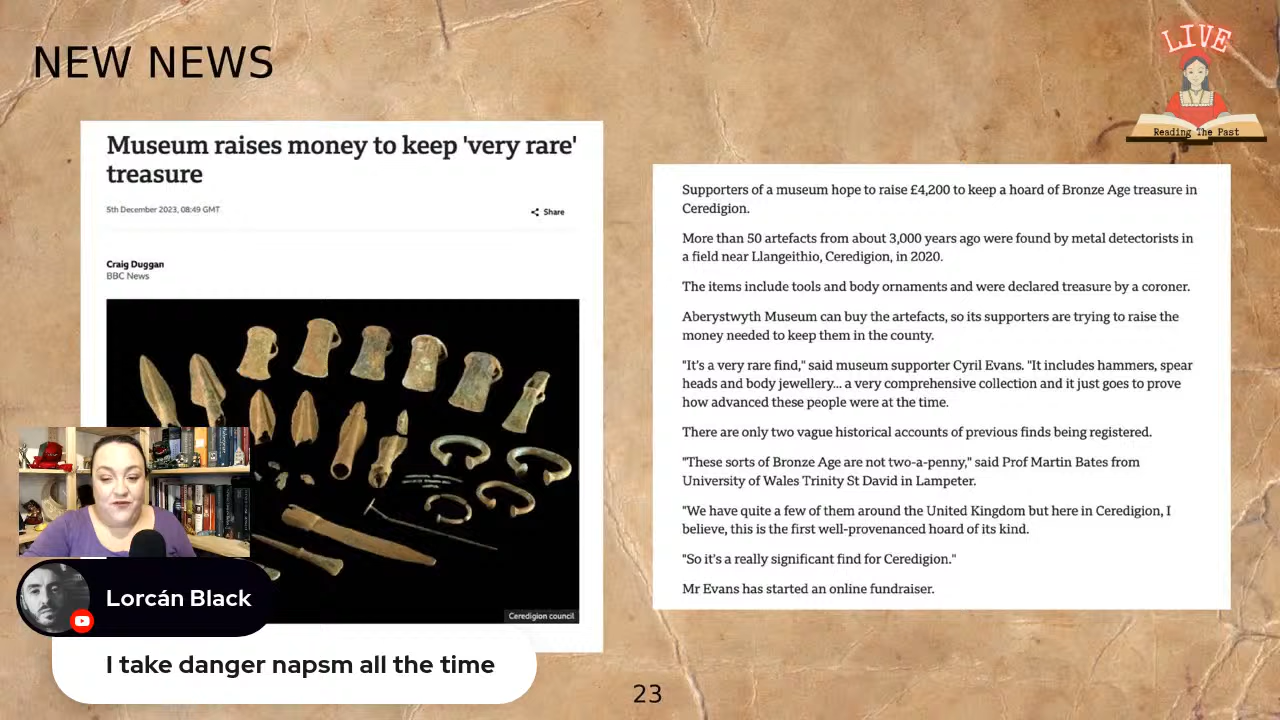 NEW NEWS
LIVE
Reading The Past
Museum raises money to keep 'very rare'
treasure
5th December 2023, 08:49 GMT
Share
Craig Duggan
BBC News
Ceredigion council
Supporters of a museum hope to raise £4,200 to keep a hoard of Bronze Age treasure in
Ceredigion.
More than 50 artefacts from about 3,000 years ago were found by metal detectorists in
a field near Llangeithio, Ceredigion, in 2020.
The items include tools and body ornaments and were declared treasure by a coroner.
Aberystwyth Museum can buy the artefacts, so its supporters are trying to raise the
money needed to keep them in the county.
"It's a very rare find," said museum supporter Cyril Evans. "It includes hammers, spear
heads and body jewellery... a very comprehensive collection and it just goes to prove
how advanced these people were at the time.
There are only two vague historical accounts of previous finds being registered.
"These sorts of Bronze Age are not two-a-penny," said Prof Martin Bates from
University of Wales Trinity St David in Lampeter.
"We have quite a few of them around the United Kingdom but here in Ceredigion, I
believe, this is the first well-provenanced hoard of its kind.
"So it's a really significant find for Ceredigion."
Mr Evans has started an online fundraiser.
Lorcán Black
I take danger napsm all the time
23